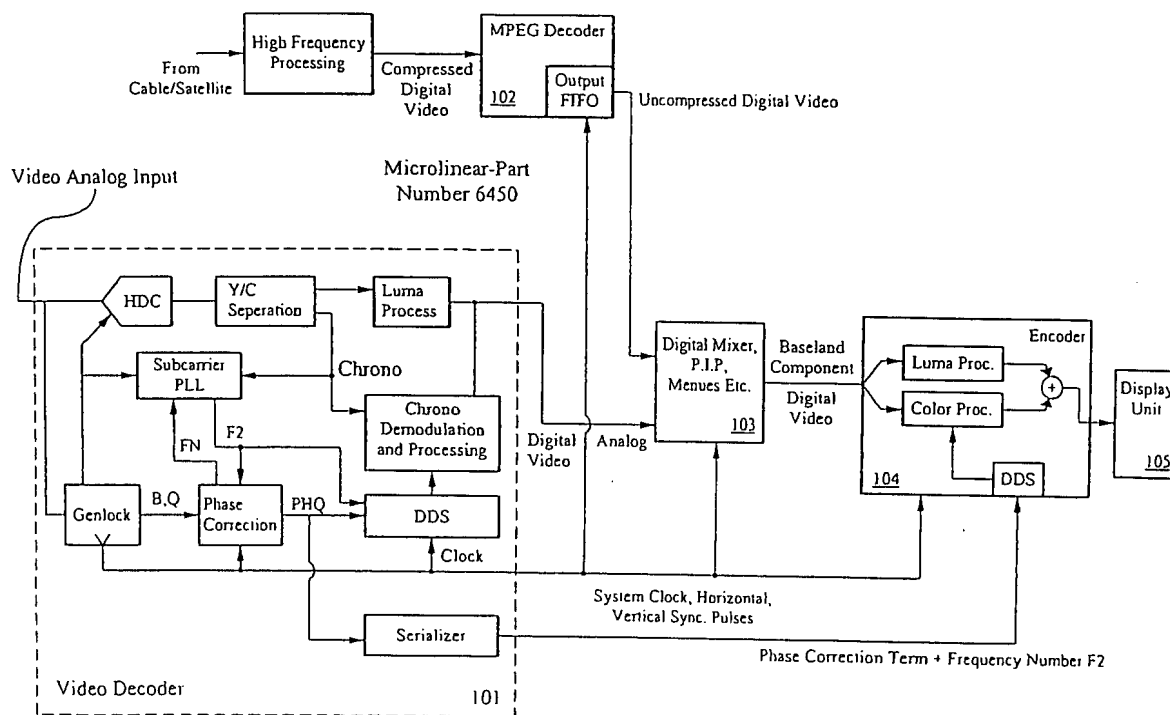 High Frequency
Processing
From
Cable/Satellite
Compressed
Digital
Video
MPEG Decoder
102
Output
FIFO
Uncompressed Digital Video
Microlinear-Part
Number 6450
Video Analog Input
HDC
Y/C
Seperation
Luma
Process
Subcarrier
PLL
Chrono
Chrono
Demodulation
and Processing
FN
F2
Genlock
B,Q
Phase
Correction
PHQ
DDS
Clock
Serializer
Video Decoder
101
Digital
Video
Analog
Digital Mixer,
P.I.P,
Menues Etc.
103
Baseland
Component
Digital
Video
Encoder
Luma Proc.
Color Proc.
+
104
DDS
Display
Unit
105
System Clock, Horizontal,
Vertical Sync. Pulses
Phase Correction Term + Frequency Number F2